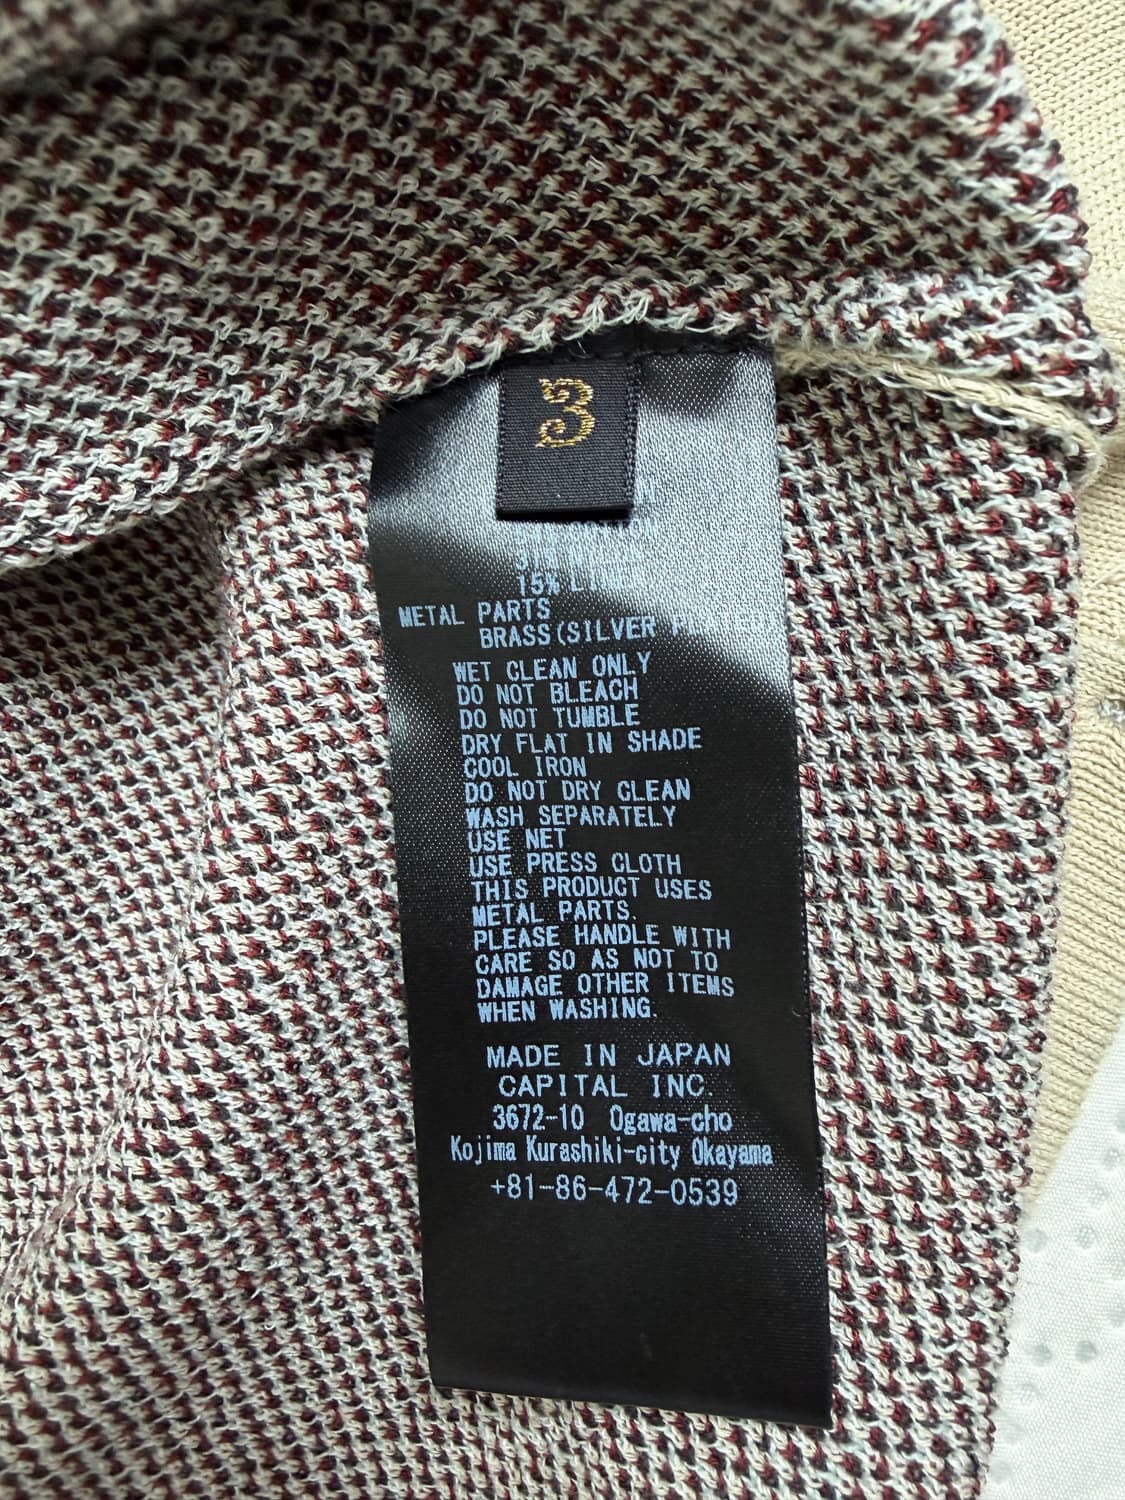 3
15%
METAL PARTS
BRASS(SILVER
WET CLEAN ONLY
DO NOT BLEACH
DO NOT TUMBLE
DRY FLAT IN SHADE
COOL IRON
DO NOT DRY CLEAN
WASH SEPARATELY
USE NET
USE PRESS CLOTH
THIS PRODUCT USES
METAL PARTS.
PLEASE HANDLE WITH
CARE SO AS NOT TO
DAMAGE OTHER ITEMS
WHEN WASHING.
MADE IN JAPAN
CAPITAL INC.
3672-10 Ogawa-cho
Kojima Kurashiki-city Okayama
+81-86-472-0539